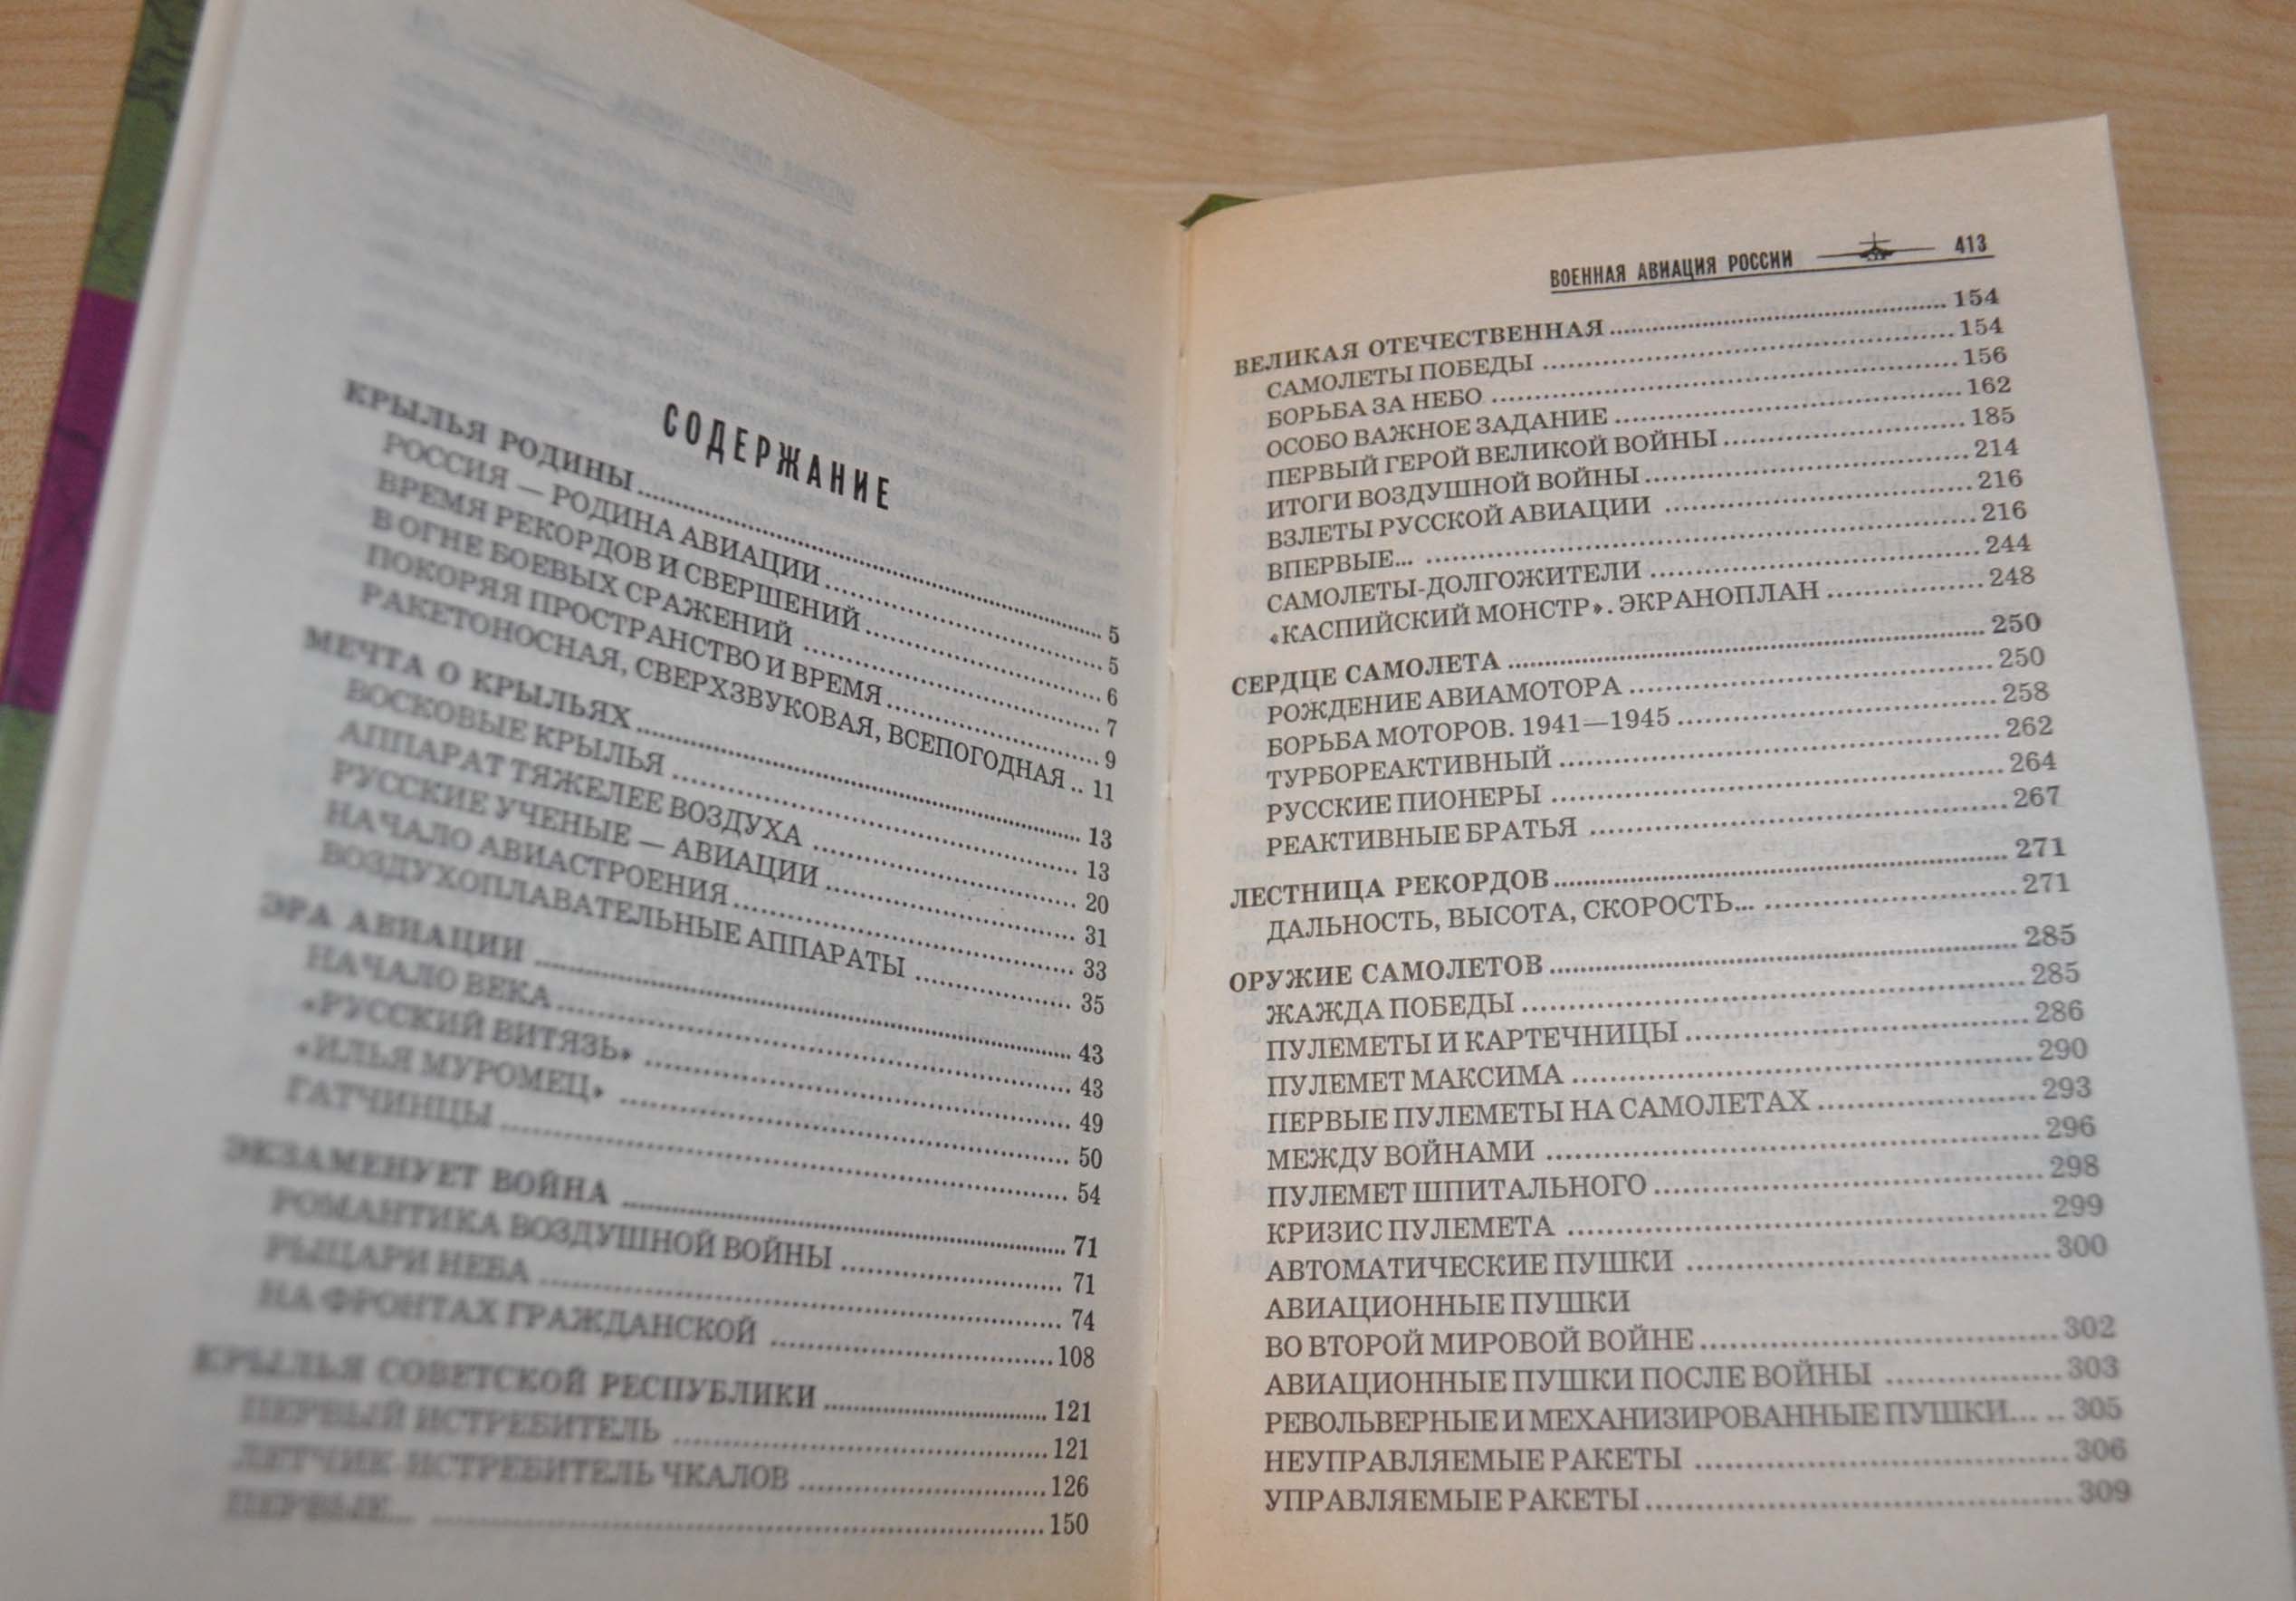 СОДЕРЖАНИЕ
КРЫЛЬЯ РОДИНЫ........5
РОССИЯ — РОДИНА АВИАЦИИ........5
ВРЕМЯ РЕКОРДОВ И СВЕРШЕНИЙ........6
В ОГНЕ БОЕВЫХ СРАЖЕНИЙ........7
ПОКОРЯЯ ПРОСТРАНСТВО И ВРЕМЯ........9
РАКЕТОНОСНАЯ, СВЕРХЗВУКОВАЯ, ВСЕПОГОДНАЯ.. 11
МЕЧТА О КРЫЛЬЯХ........13
ВОСКОВЫЕ КРЫЛЬЯ........13
АППАРАТ ТЯЖЕЛЕЕ ВОЗДУХА........20
РУССКИЕ УЧЕНЫЕ — АВИАЦИИ........31
НАЧАЛО АВИАСТРОЕНИЯ........33
ВОЗДУХОПЛАВАТЕЛЬНЫЕ АППАРАТЫ........35
ЭРА АВИАЦИИ........43
НАЧАЛО ВЕКА........43
«РУССКИЙ ВИТЯЗЬ»........49
«ИЛЬЯ МУРОМЕЦ»........50
ГАТЧИНЦЫ........54
ЭКЗАМЕНУЕТ ВОЙНА........71
РОМАНТИКА ВОЗДУШНОЙ ВОЙНЫ........71
РЫЦАРИ НЕБА........74
НА ФРОНТАХ ГРАЖДАНСКОЙ........108
КРЫЛЬЯ СОВЕТСКОЙ РЕСПУБЛИКИ........121
ПЕРВЫЙ ИСТРЕБИТЕЛЬ........121
ЛЕТЧИК-ИСТРЕБИТЕЛЬ ЧКАЛОВ........126
ПЕРВЫЕ...........150
ВОЕННАЯ АВИАЦИЯ РОССИИ 413
ВЕЛИКАЯ ОТЕЧЕСТВЕННАЯ........154
САМОЛЕТЫ ПОБЕДЫ........154
БОРЬБА ЗА НЕБО........156
ОСОБО ВАЖНОЕ ЗАДАНИЕ........162
ПЕРВЫЙ ГЕРОЙ ВЕЛИКОЙ ВОЙНЫ........185
ИТОГИ ВОЗДУШНОЙ ВОЙНЫ........214
ВЗЛЕТЫ РУССКОЙ АВИАЦИИ........216
ВПЕРВЫЕ... ........216
САМОЛЕТЫ-ДОЛГОЖИТЕЛИ........244
«КАСПИЙСКИЙ МОНСТР». ЭКРАНОПЛАН........248
СЕРДЦЕ САМОЛЕТА........250
РОЖДЕНИЕ АВИАМОТОРА........250
БОРЬБА МОТОРОВ. 1941—1945........258
ТУРБОРЕАКТИВНЫЙ........262
РУССКИЕ ПИОНЕРЫ........264
РЕАКТИВНЫЕ БРАТЬЯ........267
ЛЕСТНИЦА РЕКОРДОВ........271
ДАЛЬНОСТЬ, ВЫСОТА, СКОРОСТЬ... ........271
ОРУЖИЕ САМОЛЕТОВ........285
ЖАЖДА ПОБЕДЫ........285
ПУЛЕМЕТЫ И КАРТЕЧНИЦЫ........286
ПУЛЕМЕТ МАКСИМА........290
ПЕРВЫЕ ПУЛЕМЕТЫ НА САМОЛЕТАХ........293
МЕЖДУ ВОЙНАМИ........296
ПУЛЕМЕТ ШПИТАЛЬНОГО........298
КРИЗИС ПУЛЕМЕТА........299
АВТОМАТИЧЕСКИЕ ПУШКИ........300
АВИАЦИОННЫЕ ПУШКИ
ВО ВТОРОЙ МИРОВОЙ ВОЙНЕ........302
АВИАЦИОННЫЕ ПУШКИ ПОСЛЕ ВОЙНЫ........303
РЕВОЛЬВЕРНЫЕ И МЕХАНИЗИРОВАННЫЕ ПУШКИ... .. 305
НЕУПРАВЛЯЕМЫЕ РАКЕТЫ........306
УПРАВЛЯЕМЫЕ РАКЕТЫ........309